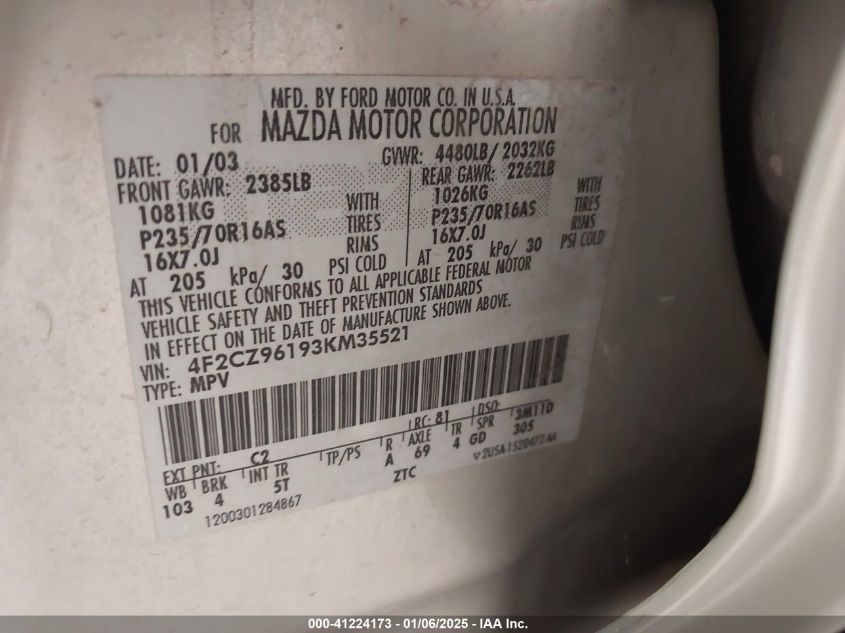 MFD. BY FORD MOTOR CO. IN U.S.A.
FOR MAZDA MOTOR CORPORATION
DATE: 01/03 GVWR: 4480LB/ 2032KG
FRONT GAWR: 2385LB REAR GAWR: 2262LB
1081KG WITH 1026KG WITH
P235/70R16AS TIRES P235/70R16AS TIRES
16X7.0J RIMS 16X7.0J RIMS
AT 205 kPa/ 30 PSI COLD AT 205 kPa/ 30 PSI COLD
THIS VEHICLE CONFORMS TO ALL APPLICABLE FEDERAL MOTOR
VEHICLE SAFETY AND THEFT PREVENTION STANDARDS
IN EFFECT ON THE DATE OF MANUFACTURE SHOWN ABOVE.
VIN: 4F2CZ96193KM35521
TYPE: MPV
EXT PNT: C2 RC: 81 DSO: 3M11D
WB BRK INT TR TP/PS R AXLE TR SPR
103 4 5T A 69 4 GD 305
1200301284867 ZTC V2USA1520472AA
000-41224173 - 01/06/2025 - IAA Inc.